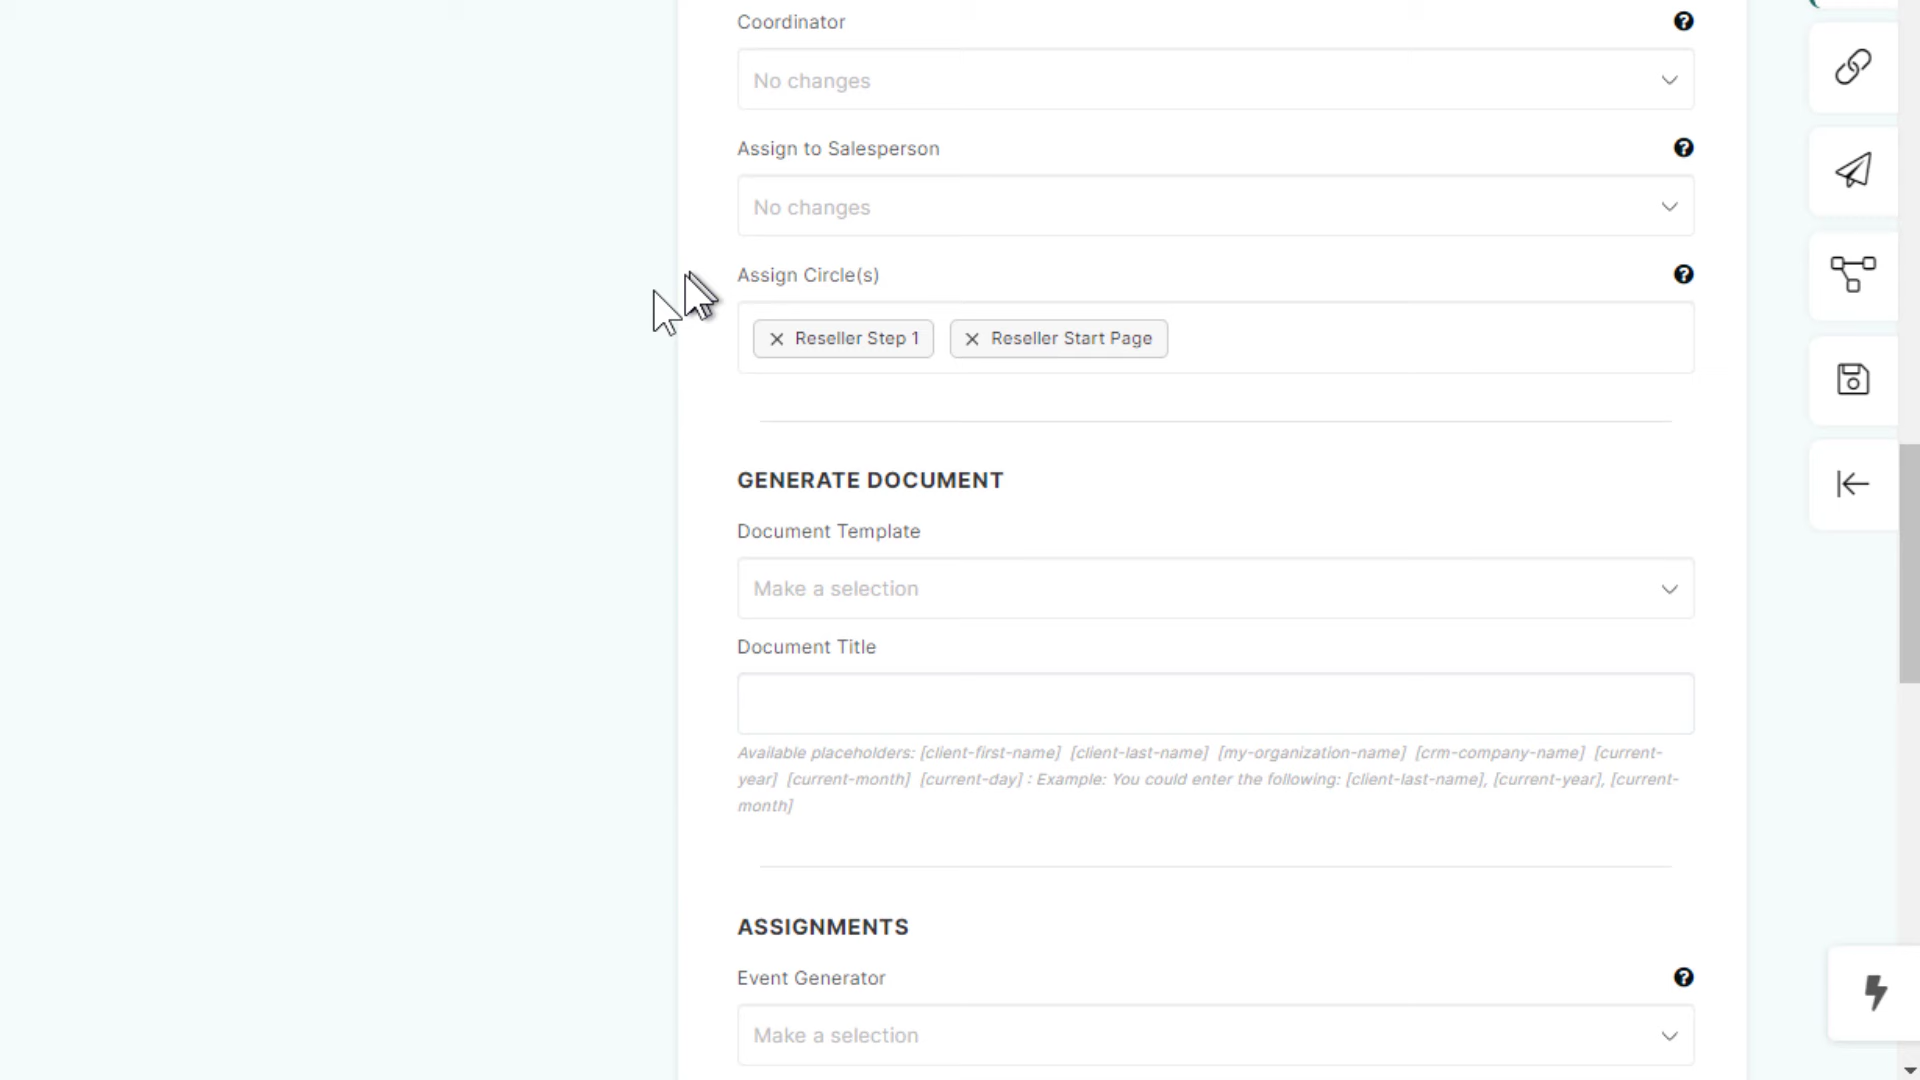 Coordinator
No changes
Assign to Salesperson
No changes
Assign Circle(s)
Reseller Step 1
Reseller Start Page
GENERATE DOCUMENT
Document Template
Make a selection
Document Title
Available placeholders: [client-first-name] [client-last-name] [my-organization-name] [crm-company-name] [current-
year] [current-month] [current-day] : Example: You could enter the following: [client-last-name], [current-year], [current-
month]
ASSIGNMENTS
Event Generator
Make a selection